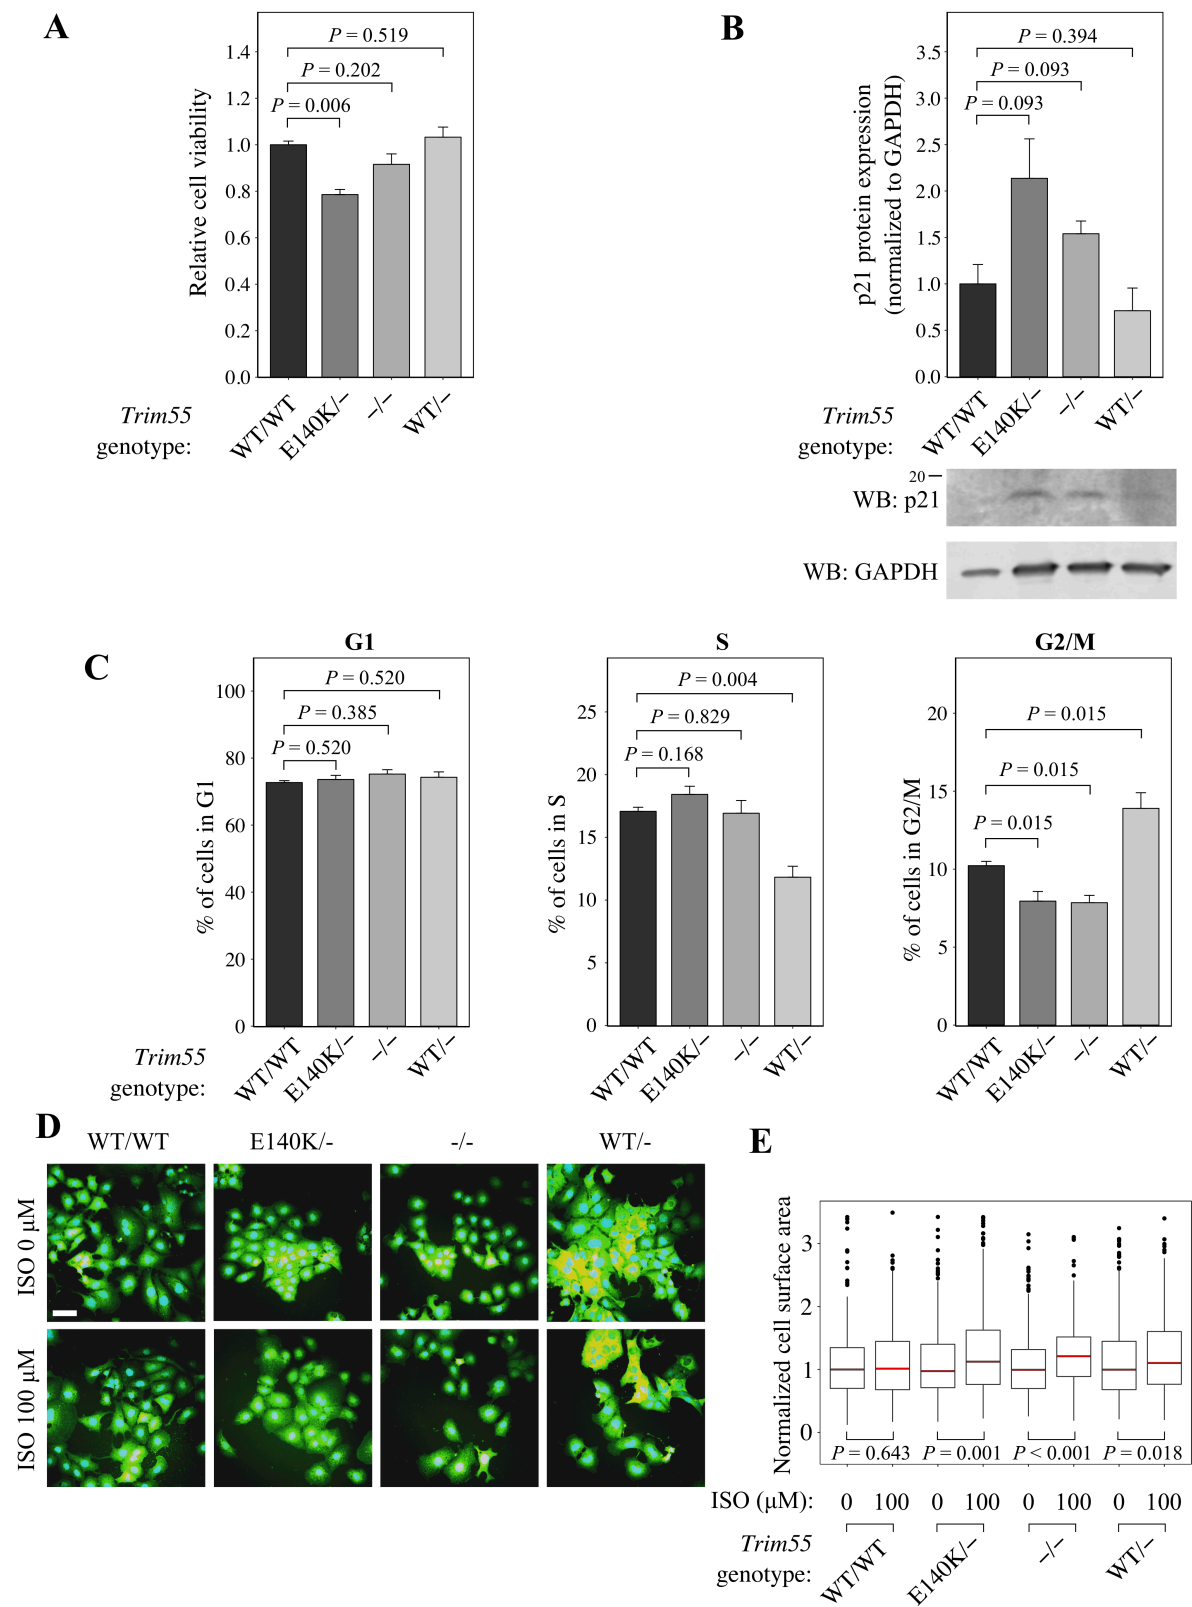 A
Relative cell viability
1.4
1.2
1.0
0.8
0.6
0.4
0.2
0.0
P = 0.519
P = 0.202
P = 0.006
Trim55
genotype:
WT/WT
E140K/−
−/−
WT/−
B
p21 protein expression
(normalized to GAPDH)
3.5
3.0
2.5
2.0
1.5
1.0
0.5
0.0
P = 0.394
P = 0.093
P = 0.093
Trim55
genotype:
WT/WT
E140K/−
−/−
WT/−
20
WB: p21
WB: GAPDH
C
G1
% of cells in G1
100
80
60
40
20
0
P = 0.520
P = 0.385
P = 0.520
Trim55
genotype:
WT/WT
E140K/−
−/−
WT/−
S
% of cells in S
25
20
15
10
5
0
P = 0.004
P = 0.829
P = 0.168
WT/WT
E140K/−
−/−
WT/−
G2/M
% of cells in G2/M
20
15
10
5
0
P = 0.015
P = 0.015
P = 0.015
WT/WT
E140K/−
−/−
WT/−
D
WT/WT E140K/- -/- WT/-
ISO 0 μM
ISO 100 μM
E
Normalized cell surface area
3
2
1
0
P = 0.643 P = 0.001 P < 0.001 P = 0.018
ISO (μM): 0 100 0 100 0 100 0 100
Trim55
genotype:
WT/WT
E140K/−
−/−
WT/−